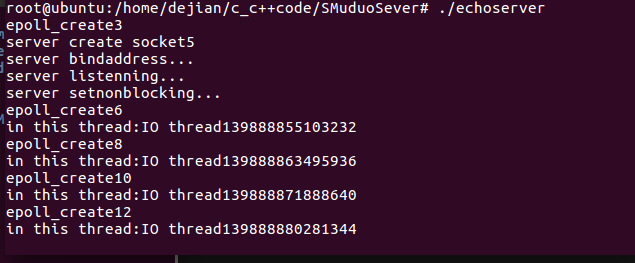 root@ubuntu:/home/dejian/c_c++code/SMuduoSever# ./echoserver
epoll_create3
server create socket5
server bindaddress...
server listenning...
server setnonblocking...
epoll_create6
in this thread:IO thread139888855103232
epoll_create8
in this thread:IO thread139888863495936
epoll_create10
in this thread:IO thread139888871888640
epoll_create12
in this thread:IO thread139888880281344